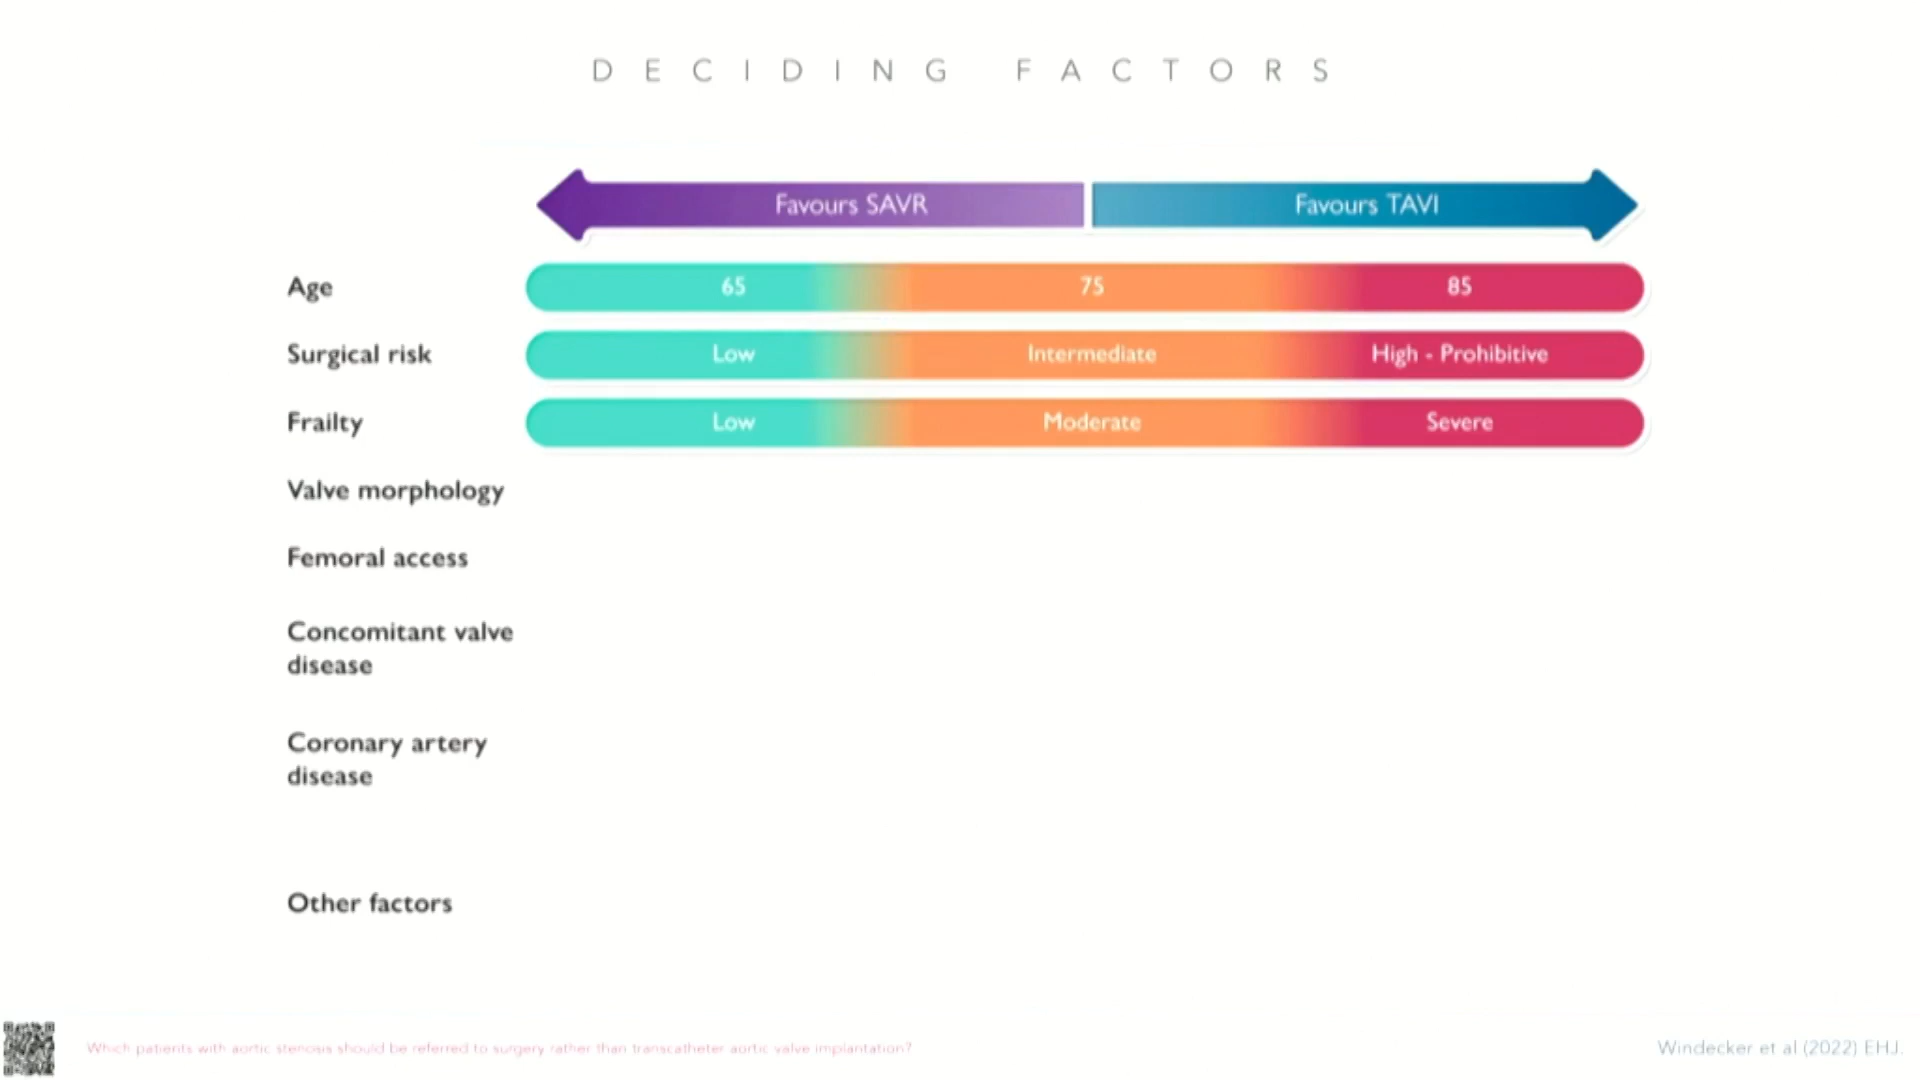 DECIDING FACTORS
Favours SAVR Favours TAVI
Age 65 75 85
Surgical risk Low Intermediate High - Prohibitive
Frailty Low Moderate Severe
Valve morphology
Femoral access
Concomitant valve
disease
Coronary artery
disease
Other factors
Which patients with aortic stenosis should be referred to surgery rather than transcatheter aortic valve implantation?
Windecker et al (2022) EHJ.